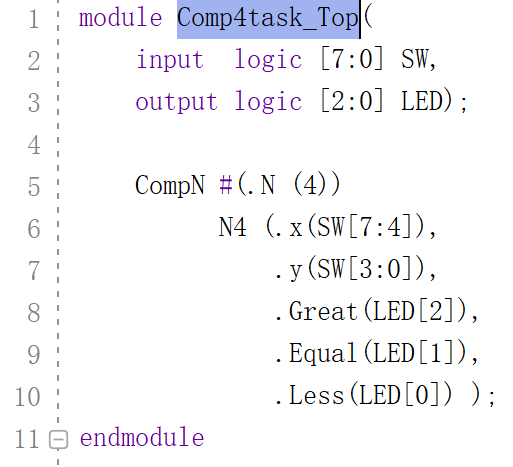 1 module Comp4task_Top(
2 input  logic [7:0] SW,
3 output logic [2:0] LED);
4
5 CompN #(.N (4))
6 N4 (.x(SW[7:4]),
7 .y(SW[3:0]),
8 .Great(LED[2]),
9 .Equal(LED[1]),
10 .Less(LED[0]) );
11 endmodule